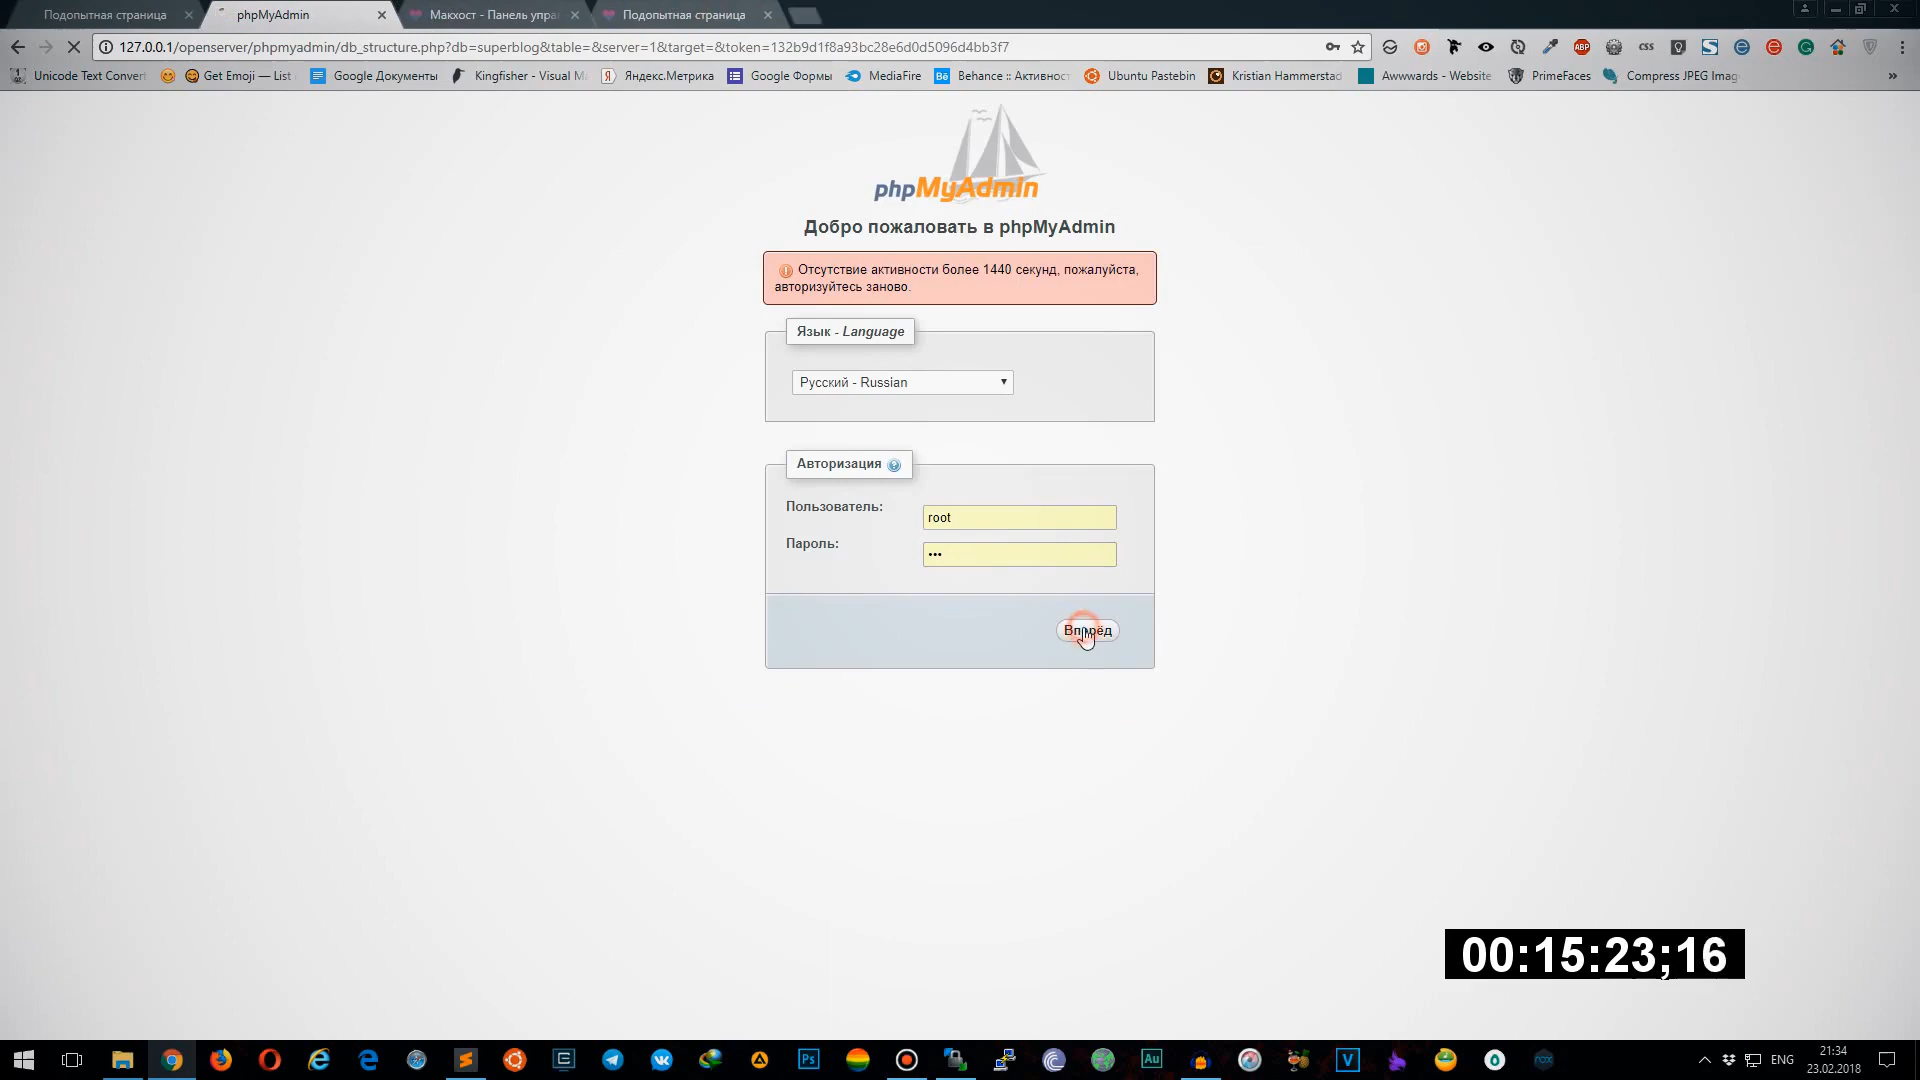 Подопытная страница
phpMyAdmin
Макхост - Панель упра
Подопытная страница
127.0.0.1/openserver/phpmyadmin/db_structure.php?db=superblog&table=&server=1&target=&token=132b9d1f8a93bc28e6d0d5096d4bb3f7
Unicode Text Convert
Get Emoji — List
Google Документы
Kingfisher - Visual M
Яндекс.Метрика
Google Формы
MediaFire
Behance :: Активност
Ubuntu Pastebin
Kristian Hammerstad
Awwwards - Website
PrimeFaces
Compress JPEG Imag
phpMyAdmin
Добро пожаловать в phpMyAdmin
Отсутствие активности более 1440 секунд, пожалуйста,
авторизуйтесь заново.
Язык - Language
Русский - Russian
Авторизация
Пользователь:
root
Пароль:
•••
Вперёд
00:15:23;16
ENG
21:34
23.02.2018